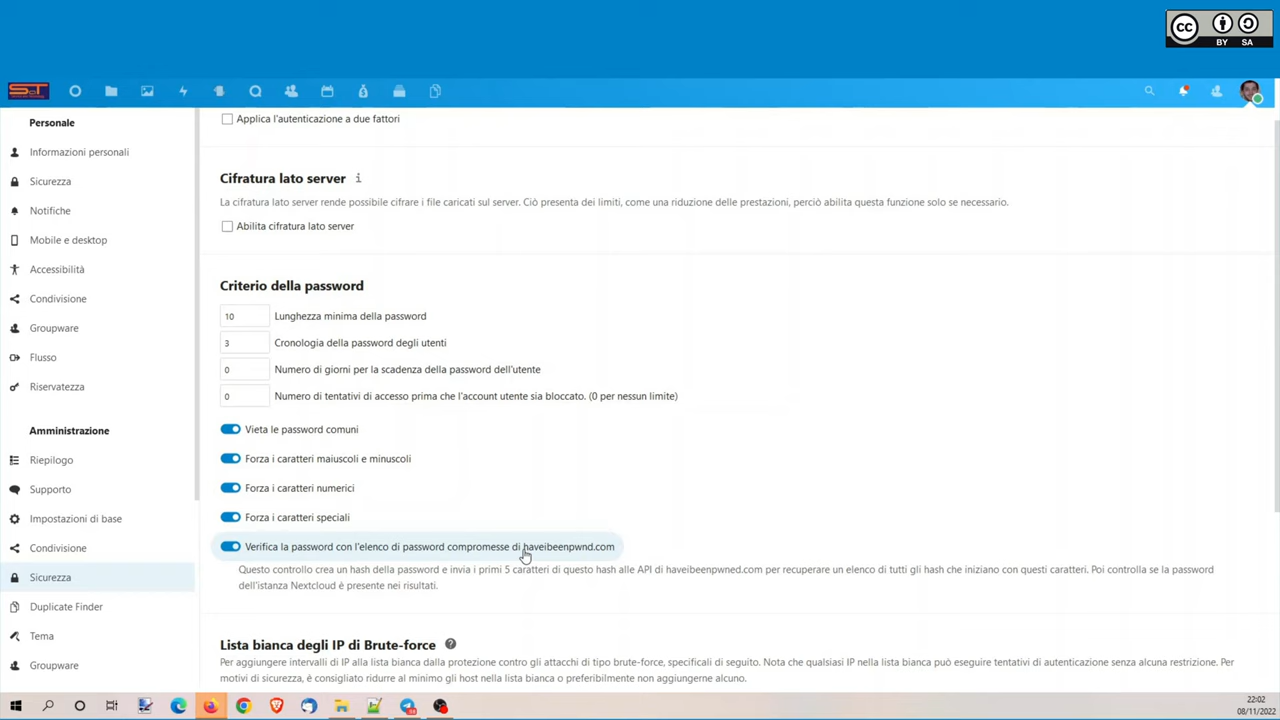 CC
BY SA
S&T
Personale
Informazioni personali
Sicurezza
Notifiche
Mobile e desktop
Accessibilità
Condivisione
Groupware
Flusso
Riservatezza
Amministrazione
Riepilogo
Supporto
Impostazioni di base
Condivisione
Sicurezza
Duplicate Finder
Tema
Groupware
Applica l'autenticazione a due fattori
Cifratura lato server i
La cifratura lato server rende possibile cifrare i file caricati sul server. Ciò presenta dei limiti, come una riduzione delle prestazioni, perciò abilita questa funzione solo se necessario.
Abilita cifratura lato server
Criterio della password
10 Lunghezza minima della password
3 Cronologia della password degli utenti
0 Numero di giorni per la scadenza della password dell'utente
0 Numero di tentativi di accesso prima che l'account utente sia bloccato. (0 per nessun limite)
Vieta le password comuni
Forza i caratteri maiuscoli e minuscoli
Forza i caratteri numerici
Forza i caratteri speciali
Verifica la password con l'elenco di password compromesse di haveibeenpwnd.com
Questo controllo crea un hash della password e invia i primi 5 caratteri di questo hash alle API di haveibeenpwned.com per recuperare un elenco di tutti gli hash che iniziano con questi caratteri. Poi controlla se la password
dell'istanza Nextcloud è presente nei risultati.
Lista bianca degli IP di Brute-force ?
Per aggiungere intervalli di IP alla lista bianca dalla protezione contro gli attacchi di tipo brute-force, specificali di seguito. Nota che qualsiasi IP nella lista bianca può eseguire tentativi di autenticazione senza alcuna restrizione. Per
motivi di sicurezza, è consigliato ridurre al minimo gli host nella lista bianca o preferibilmente non aggiungerne alcuno.
22:02
08/11/2022